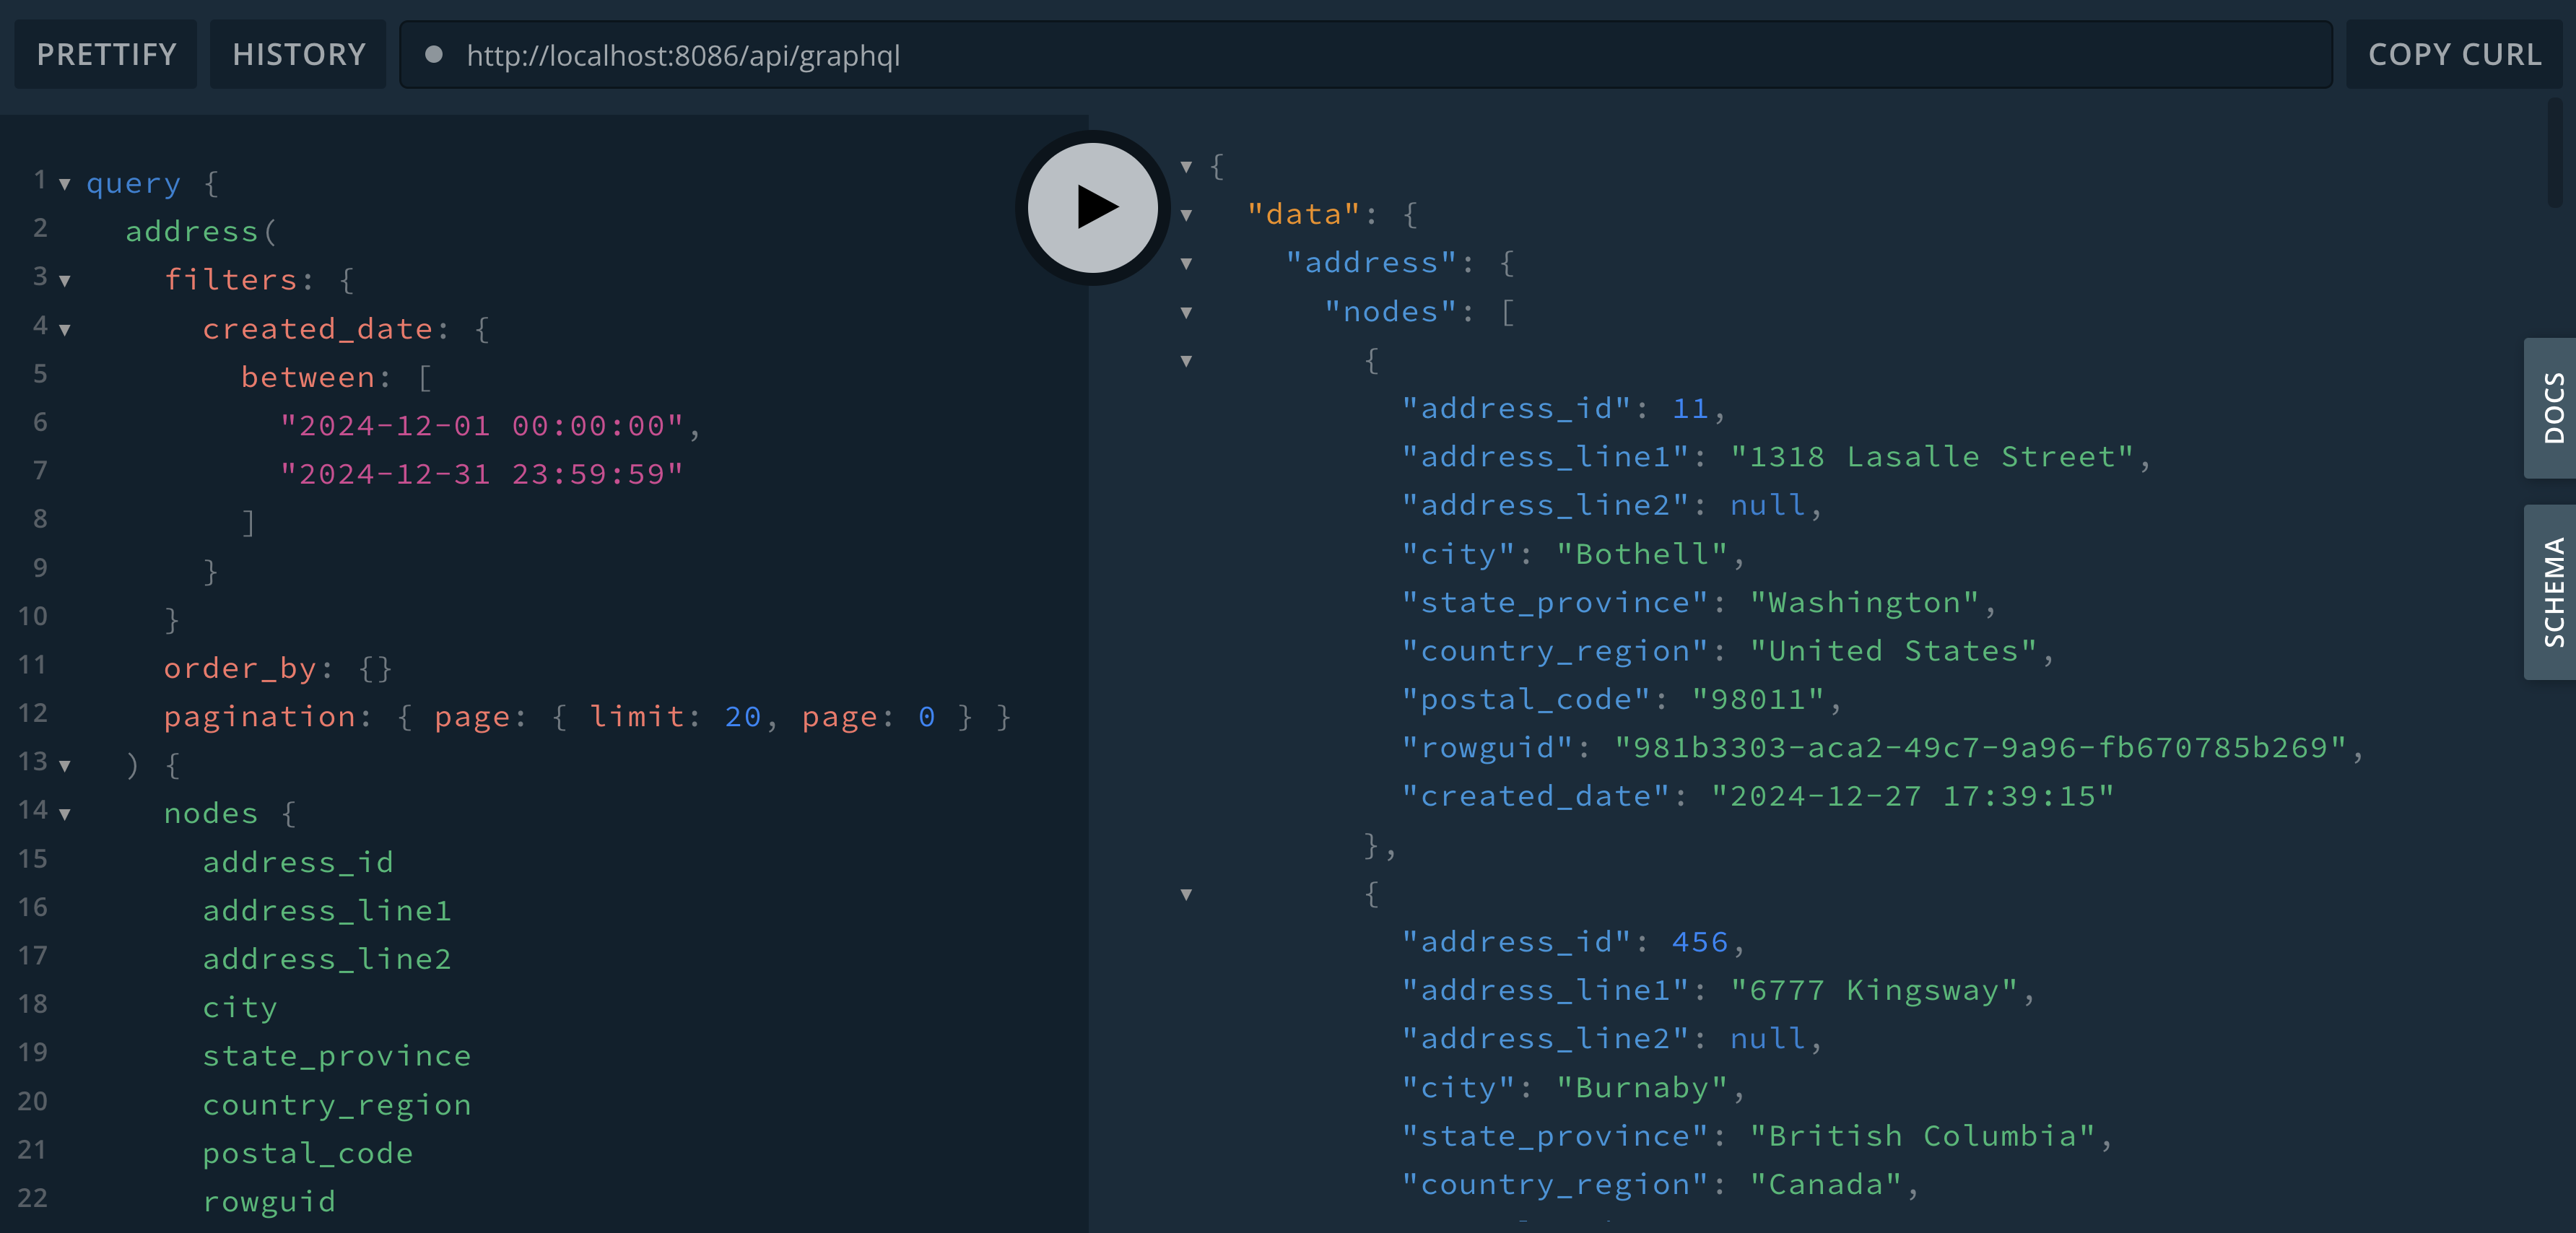 PRETTIFY HISTORY http://localhost:8086/api/graphql COPY CURL
1 query {
2 address(
3 filters: {
4 created_date: {
5 between: [
6 "2024-12-01 00:00:00",
7 "2024-12-31 23:59:59"
8 ]
9 }
10 }
11 order_by: {}
12 pagination: { page: { limit: 20, page: 0 } }
13 ) {
14 nodes {
15 address_id
16 address_line1
17 address_line2
18 city
19 state_province
20 country_region
21 postal_code
22 rowguid
{
"data": {
"address": {
"nodes": [
{
"address_id": 11,
"address_line1": "1318 Lasalle Street",
"address_line2": null,
"city": "Bothell",
"state_province": "Washington",
"country_region": "United States",
"postal_code": "98011",
"rowguid": "981b3303-aca2-49c7-9a96-fb670785b269",
"created_date": "2024-12-27 17:39:15"
},
{
"address_id": 456,
"address_line1": "6777 Kingsway",
"address_line2": null,
"city": "Burnaby",
"state_province": "British Columbia",
"country_region": "Canada",
DOCS
SCHEMA